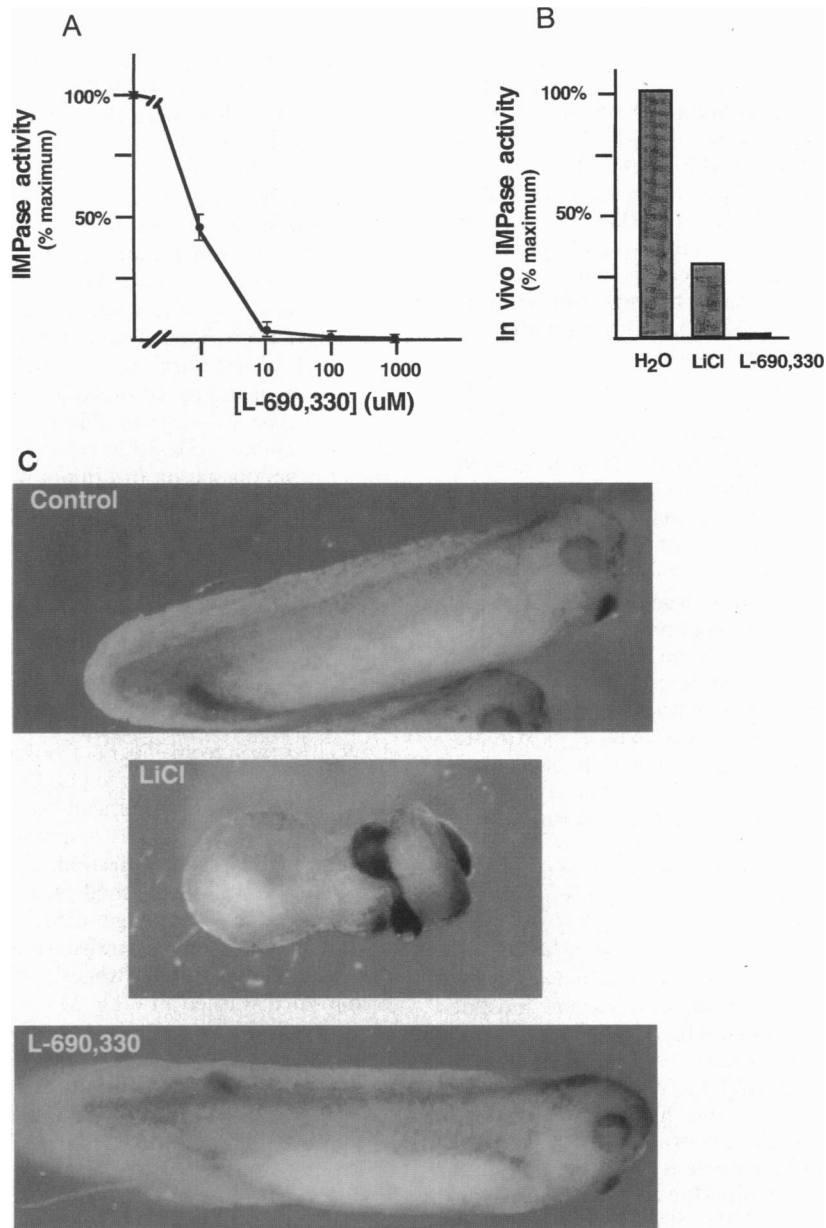 A
IMPase activity
(% maximum)
100%
50%
1
10
100
1000
[L-690,330] (uM)
B
In vivo IMPase activity
(% maximum)
100%
50%
H₂O
LiCl
L-690,330
C
Control
LiCl
L-690,330